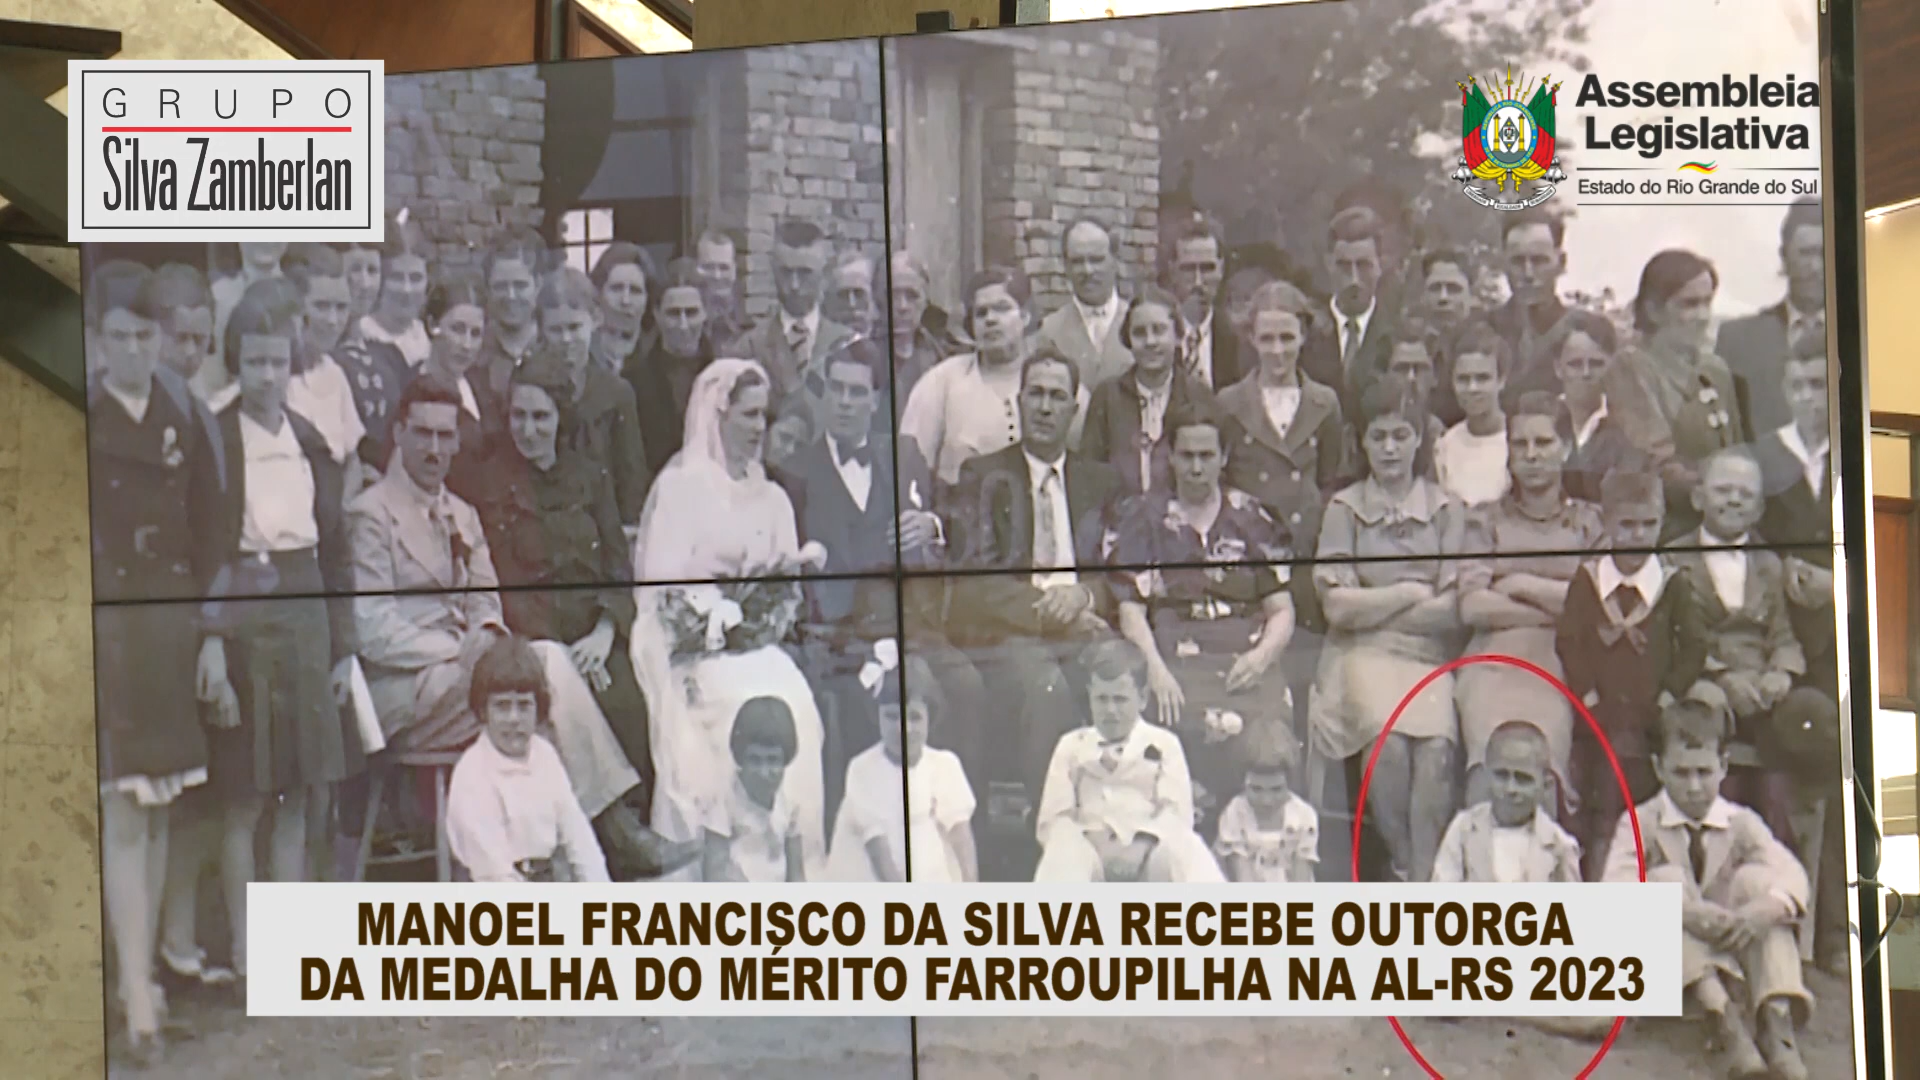 GRUPO
Silva Zamberlan
Assembleia
Legislativa
Estado do Rio Grande do Sul
MANOEL FRANCISCO DA SILVA RECEBE OUTORGA
DA MEDALHA DO MÉRITO FARROUPILHA NA AL-RS 2023